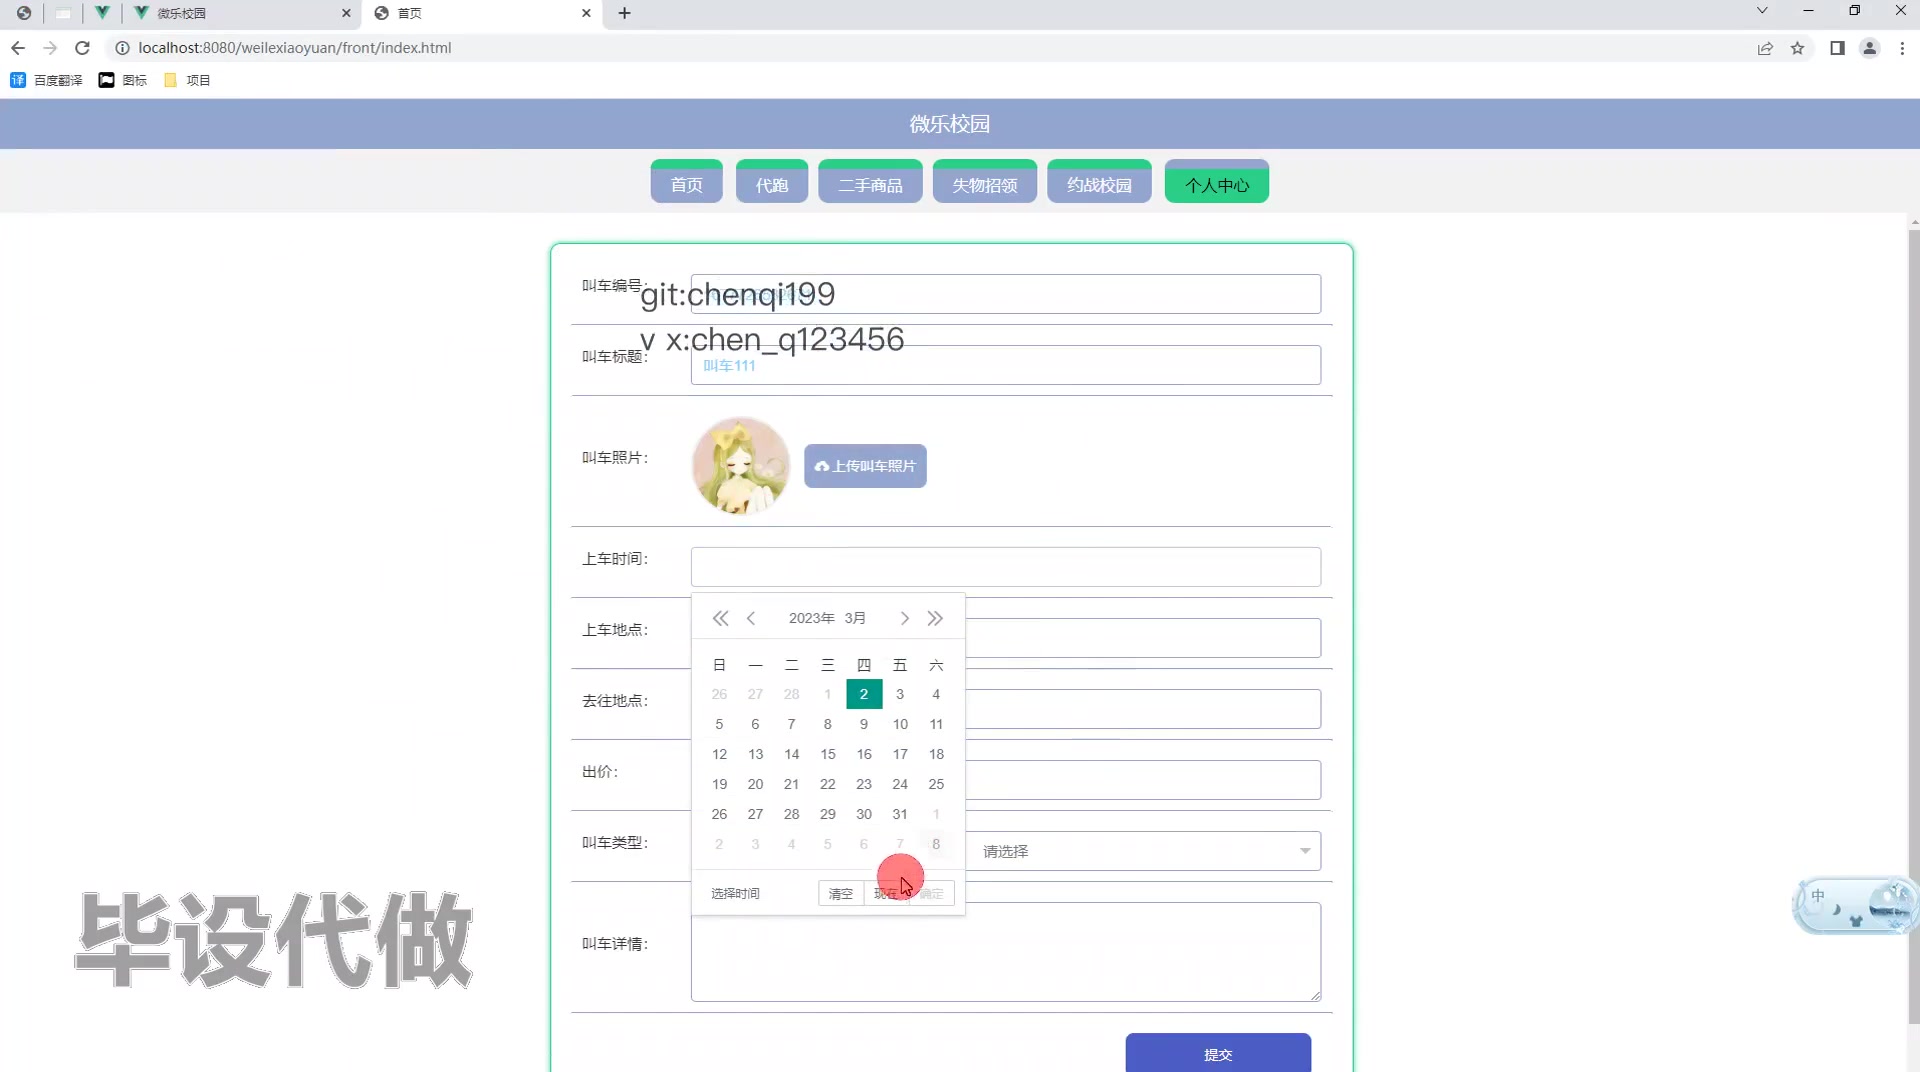 微乐校园
首页
localhost:8080/weilexiaoyuan/front/index.html
百度翻译
图标
项目
微乐校园
首页
代跑
二手商品
失物招领
约战校园
个人中心
叫车编号:
git:chenqi199
v x:chen_q123456
叫车标题:
叫车111
叫车照片:
上传叫车照片
上车时间:
2023年 3月
上车地点:
日 一 二 三 四 五 六
26 27 28 1 2 3 4
去往地点:
5 6 7 8 9 10 11
12 13 14 15 16 17 18
出价:
19 20 21 22 23 24 25
26 27 28 29 30 31 1
叫车类型:
2 3 4 5 6 7 8
请选择
选择时间
清空
现在
确定
叫车详情:
提交
毕设代做
中
译